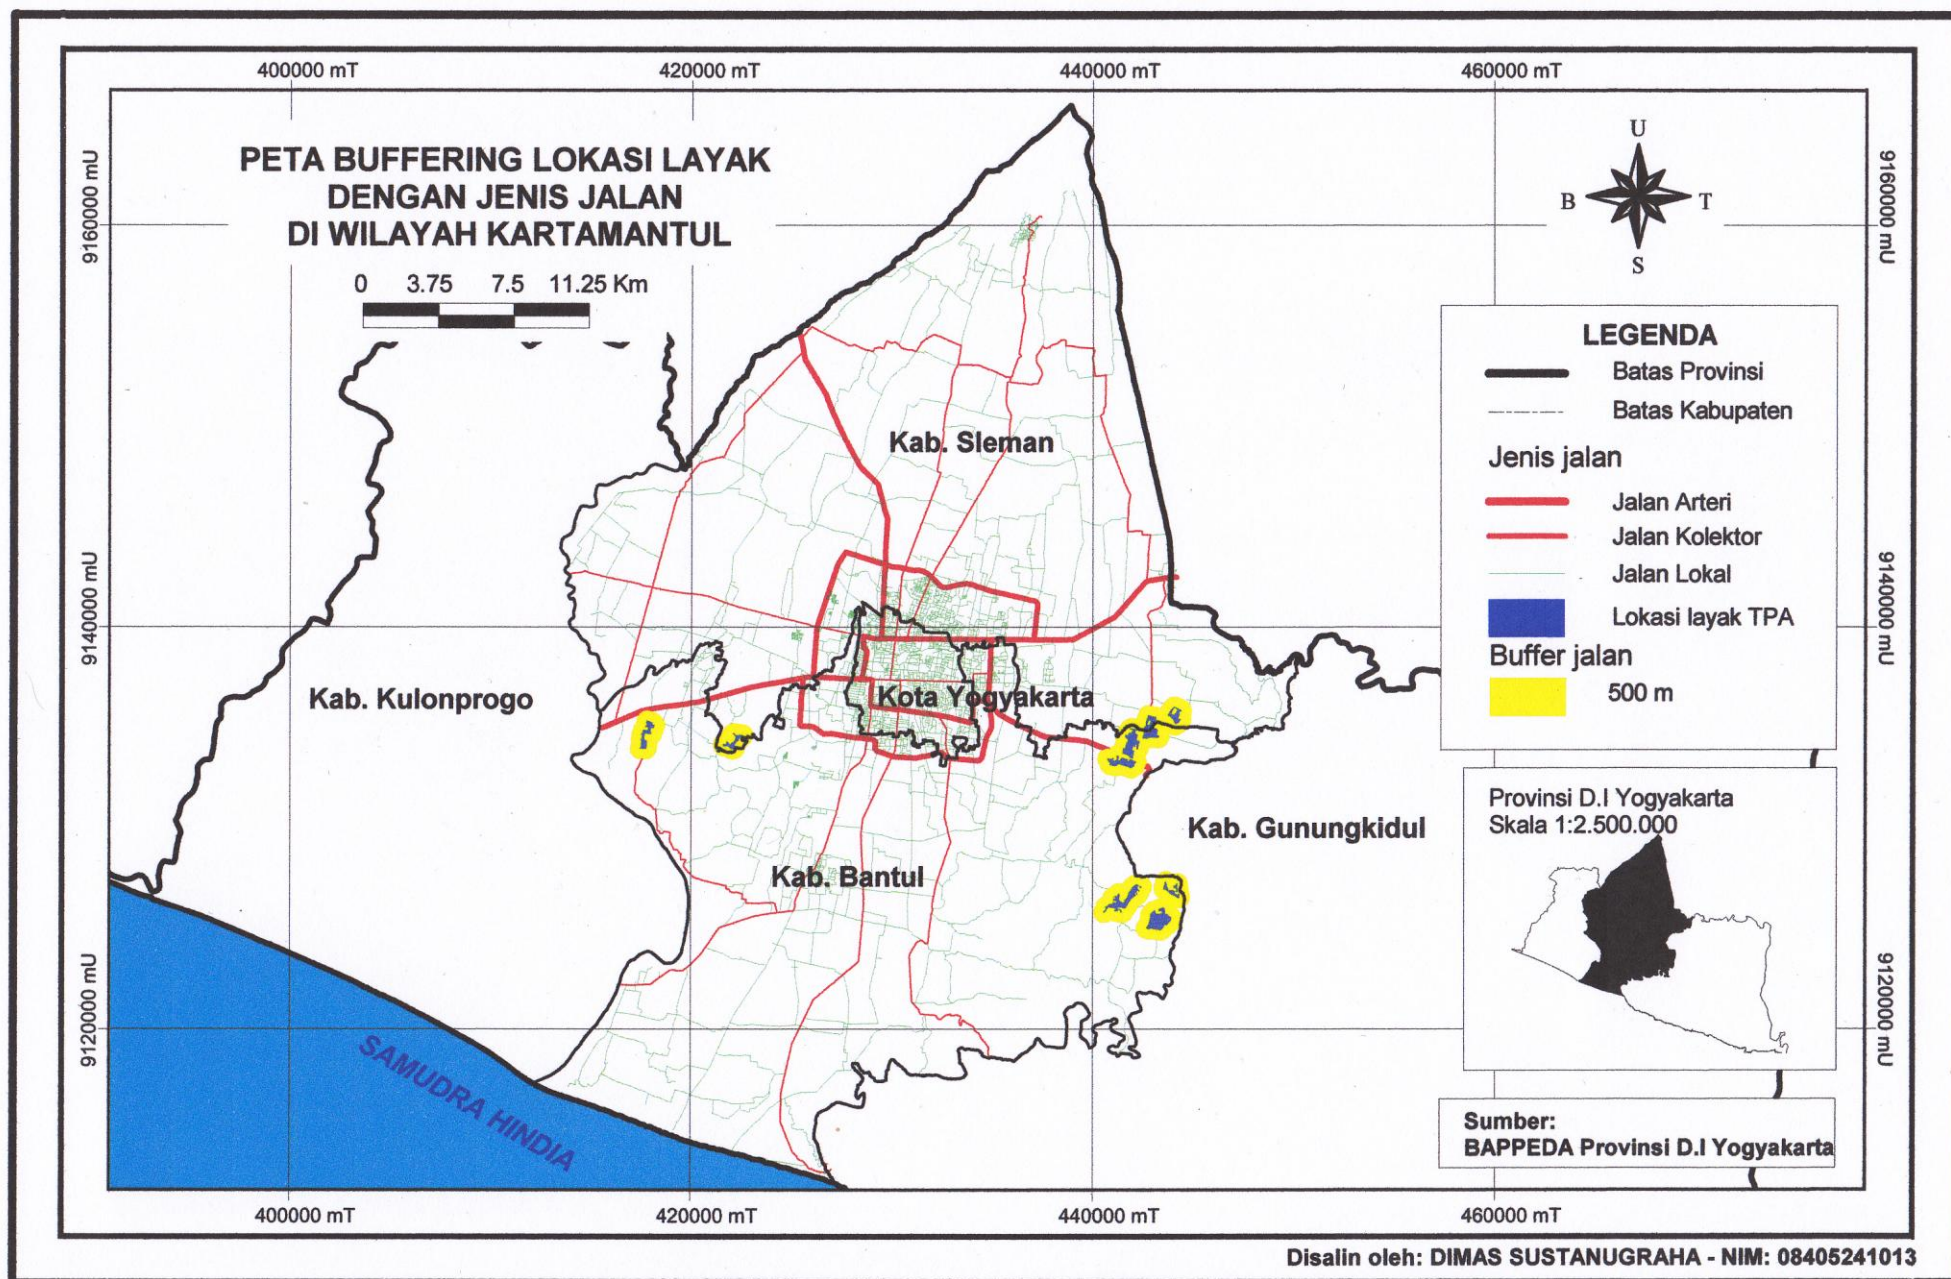 400000 mT
420000 mT
440000 mT
460000 mT
PETA BUFFERING LOKASI LAYAK
DENGAN JENIS JALAN
DI WILAYAH KARTAMANTUL
0 3.75 7.5 11.25 Km
U
B T
S
9160000 mU
9160000 mU
LEGENDA
Batas Provinsi
Batas Kabupaten
Jenis jalan
Jalan Arteri
Jalan Kolektor
Jalan Lokal
Lokasi layak TPA
Buffer jalan
500 m
Kab. Sleman
9140000 mU
9140000 mU
Kab. Kulonprogo
Kota Yogyakarta
Kab. Gunungkidul
Kab. Bantul
Provinsi D.I Yogyakarta
Skala 1:2.500.000
9120000 mU
9120000 mU
SAMUDRA HINDIA
Sumber:
BAPPEDA Provinsi D.I Yogyakarta
400000 mT
420000 mT
440000 mT
460000 mT
Disalin oleh: DIMAS SUSTANUGRAHA - NIM: 08405241013